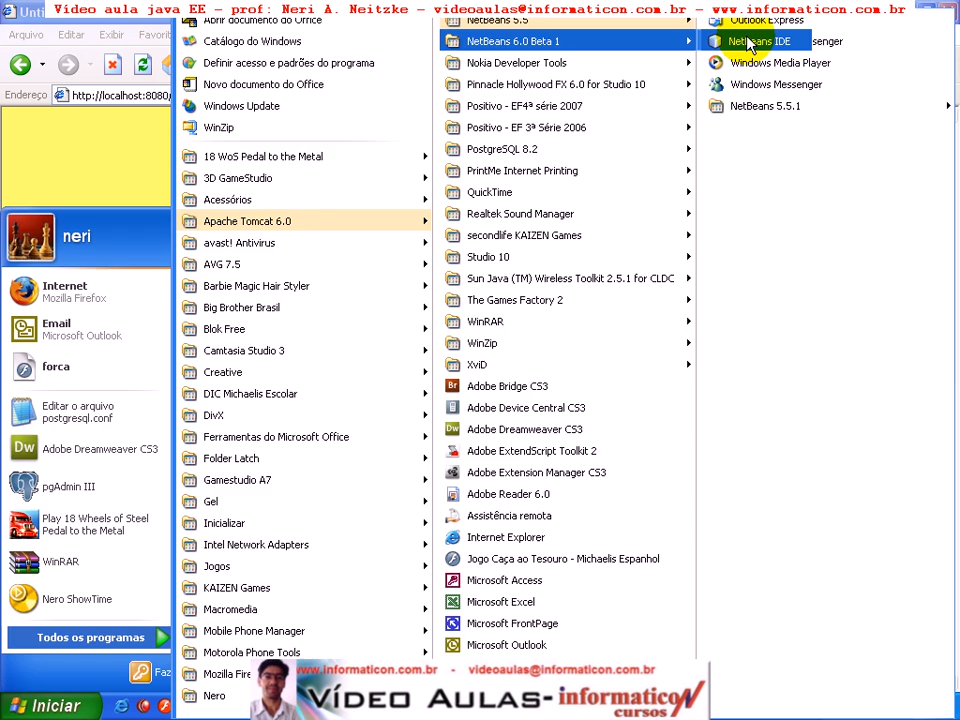 Video aula java EE – prof: Neri A. Neitzke – videoaulas@informaticon.com.br – www.informaticon.com.br
Arquivo Editar Exibir
Endereço http://localhost:8080/
neri
Internet
Mozilla Firefox
Email
Microsoft Outlook
forca
Editar o arquivo
postgresql.conf
Adobe Dreamweaver CS3
pgAdmin III
Play 18 Wheels of Steel
Pedal to the Metal
WinRAR
Nero ShowTime
Todos os programas
Iniciar
Abrir documento do Office
Catálogo do Windows
Definir acesso e padrões do programa
Novo documento do Office
Windows Update
WinZip
18 WoS Pedal to the Metal
3D GameStudio
Acessórios
Apache Tomcat 6.0
avast! Antivirus
AVG 7.5
Barbie Magic Hair Styler
Big Brother Brasil
Blok Free
Camtasia Studio 3
Creative
DIC Michaelis Escolar
DivX
Ferramentas do Microsoft Office
Folder Latch
Gamestudio A7
Gel
Inicializar
Intel Network Adapters
Jogos
KAIZEN Games
Macromedia
Mobile Phone Manager
Motorola Phone Tools
Mozilla
Nero
NetBeans 5.5
NetBeans 6.0 Beta 1
Nokia Developer Tools
Pinnacle Hollywood FX 6.0 for Studio 10
Positivo - EF4ª série 2007
Positivo - EF 3ª Série 2006
PostgreSQL 8.2
PrintMe Internet Printing
QuickTime
Realtek Sound Manager
secondlife KAIZEN Games
Studio 10
Sun Java (TM) Wireless Toolkit 2.5.1 for CLDC
The Games Factory 2
WinRAR
WinZip
XviD
Adobe Bridge CS3
Adobe Device Central CS3
Adobe Dreamweaver CS3
Adobe ExtendScript Toolkit 2
Adobe Extension Manager CS3
Adobe Reader 6.0
Assistência remota
Internet Explorer
Jogo Caça ao Tesouro - Michaelis Espanhol
Microsoft Access
Microsoft Excel
Microsoft FrontPage
Microsoft Outlook
Outlook Express
NetBeans IDE
Windows Media Player
Windows Messenger
NetBeans 5.5.1
www.informaticon.com.br - videoaulas@informaticon.com.br
VÍDEO AULAS- informaticon
cursos